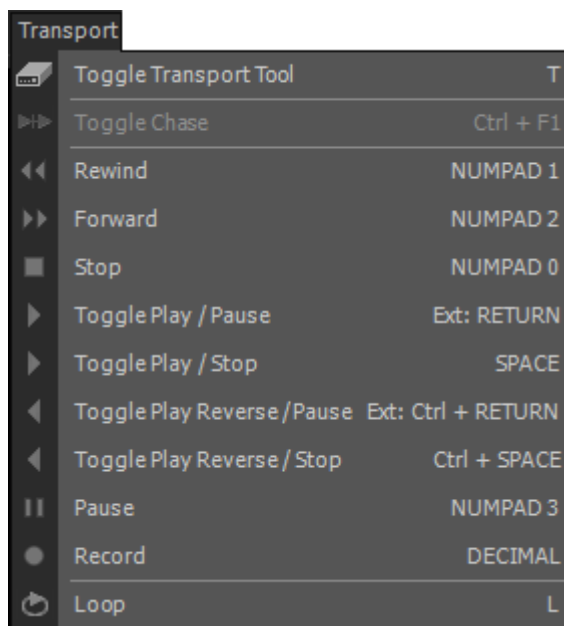 Transport
Toggle Transport Tool T
Toggle Chase Ctrl + F1
Rewind NUMPAD 1
Forward NUMPAD 2
Stop NUMPAD 0
Toggle Play / Pause Ext: RETURN
Toggle Play / Stop SPACE
Toggle Play Reverse / Pause Ext: Ctrl + RETURN
Toggle Play Reverse / Stop Ctrl + SPACE
Pause NUMPAD 3
Record DECIMAL
Loop L